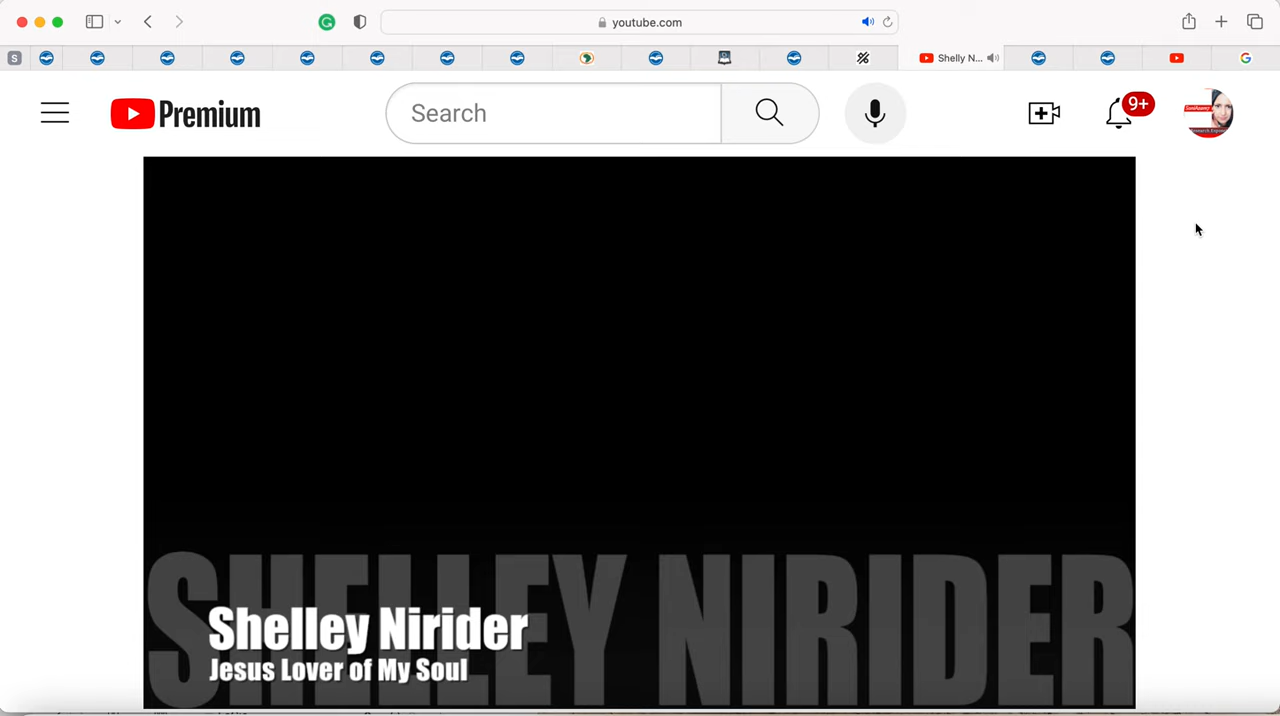 youtube.com
S
Shelly N...
Premium
Search
9+
SHELLEY NIRIDER
Shelley Nirider
Jesus Lover of My Soul